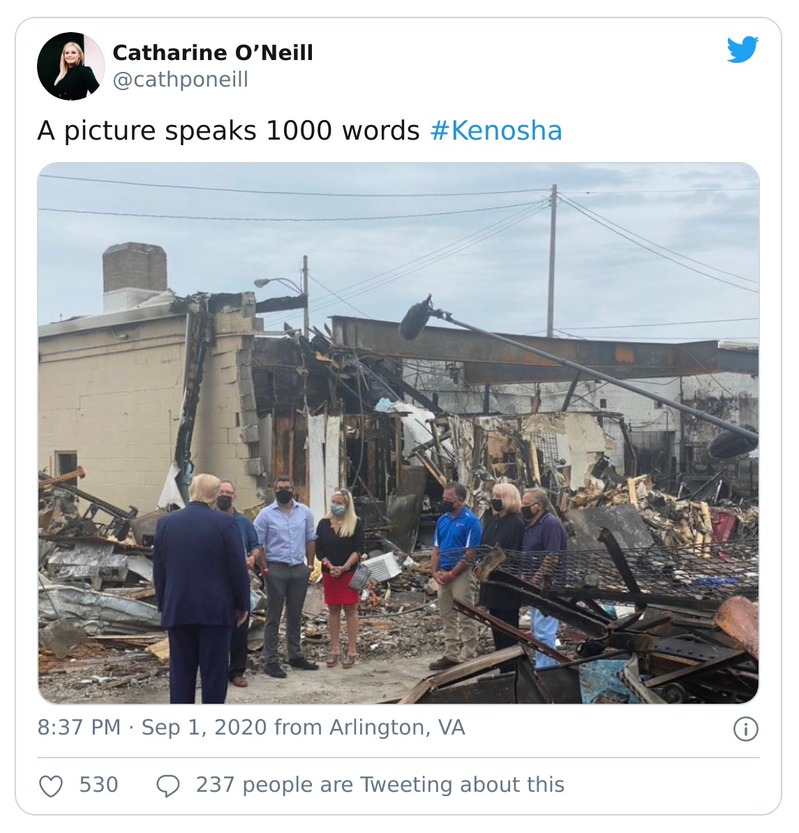 Catharine O’Neill
@cathponeill
A picture speaks 1000 words #Kenosha
8:37 PM · Sep 1, 2020 from Arlington, VA
530
237 people are Tweeting about this